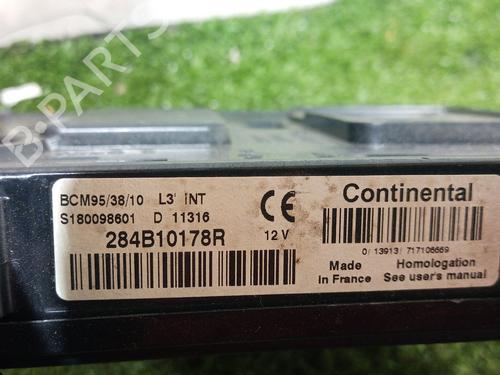 B-PARTS
BCM95/38/10 L3 INT
S180098601 D 11316
284B10178R
12 V
CE
Continental
0/13913/717106669
Made in France
Homologation See user's manual